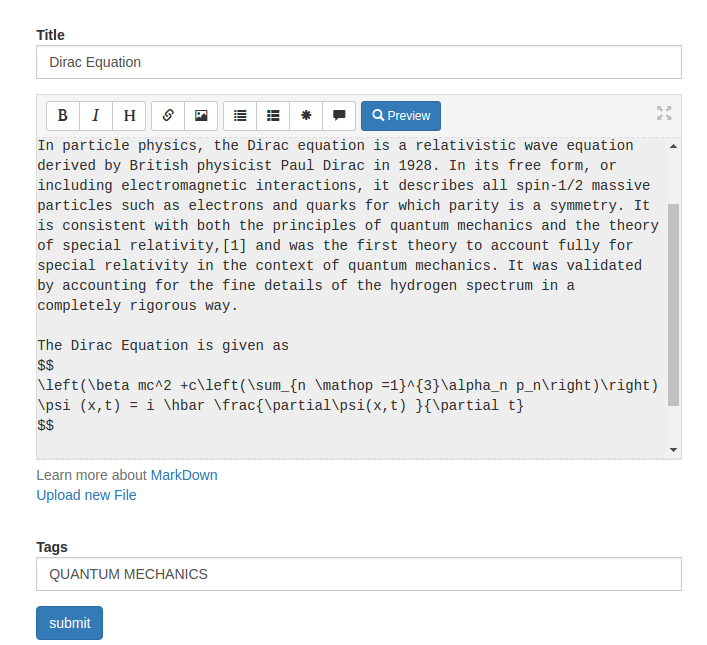 Title
Dirac Equation
B I H Preview
In particle physics, the Dirac equation is a relativistic wave equation
derived by British physicist Paul Dirac in 1928. In its free form, or
including electromagnetic interactions, it describes all spin-1/2 massive
particles such as electrons and quarks for which parity is a symmetry. It
is consistent with both the principles of quantum mechanics and the theory
of special relativity,[1] and was the first theory to account fully for
special relativity in the context of quantum mechanics. It was validated
by accounting for the fine details of the hydrogen spectrum in a
completely rigorous way.
The Dirac Equation is given as
$$
\left(\beta mc^2 +c\left(\sum_{n \mathop =1}^{3}\alpha_n p_n\right)\right)
\psi (x,t) = i \hbar \frac{\partial\psi(x,t) }{\partial t}
$$
Learn more about MarkDown
Upload new File
Tags
QUANTUM MECHANICS
submit